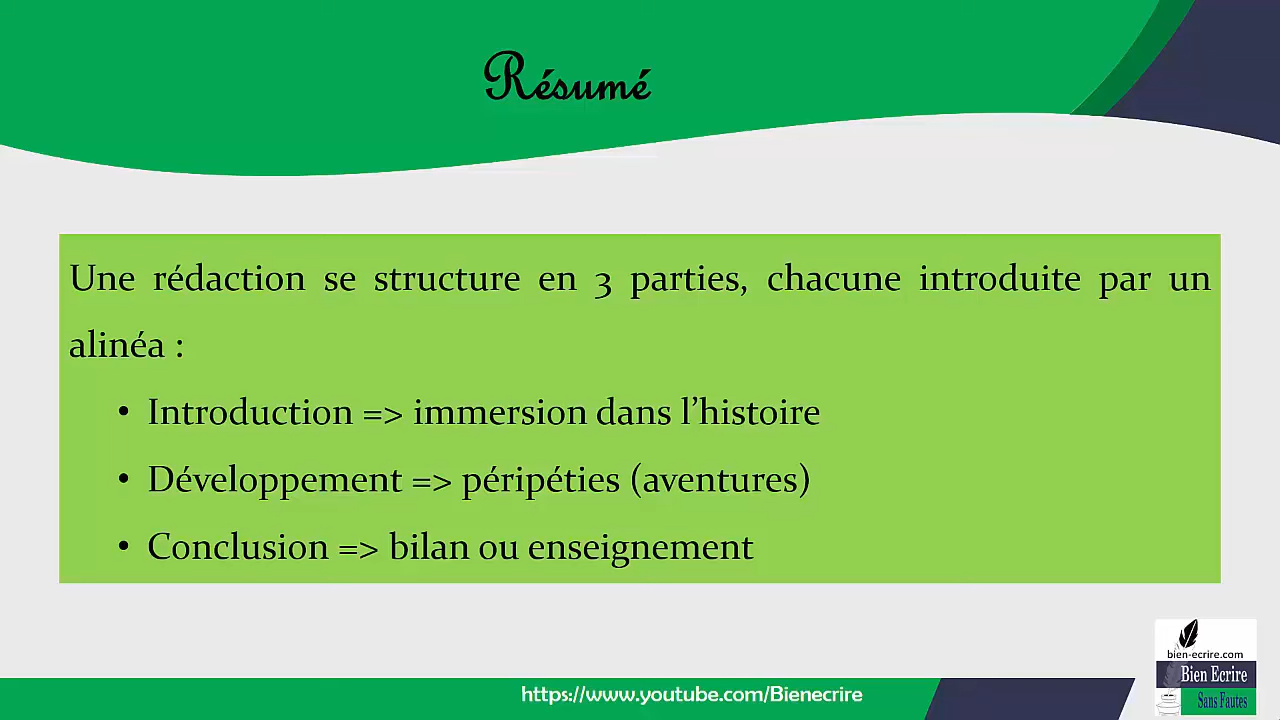 Résumé
Une rédaction se structure en 3 parties, chacune introduite par un
alinéa :
• Introduction => immersion dans l’histoire
• Développement => péripéties (aventures)
• Conclusion => bilan ou enseignement
bien-ecrire.com
Bien Ecrire
Sans Fautes
https://www.youtube.com/Bienecrire